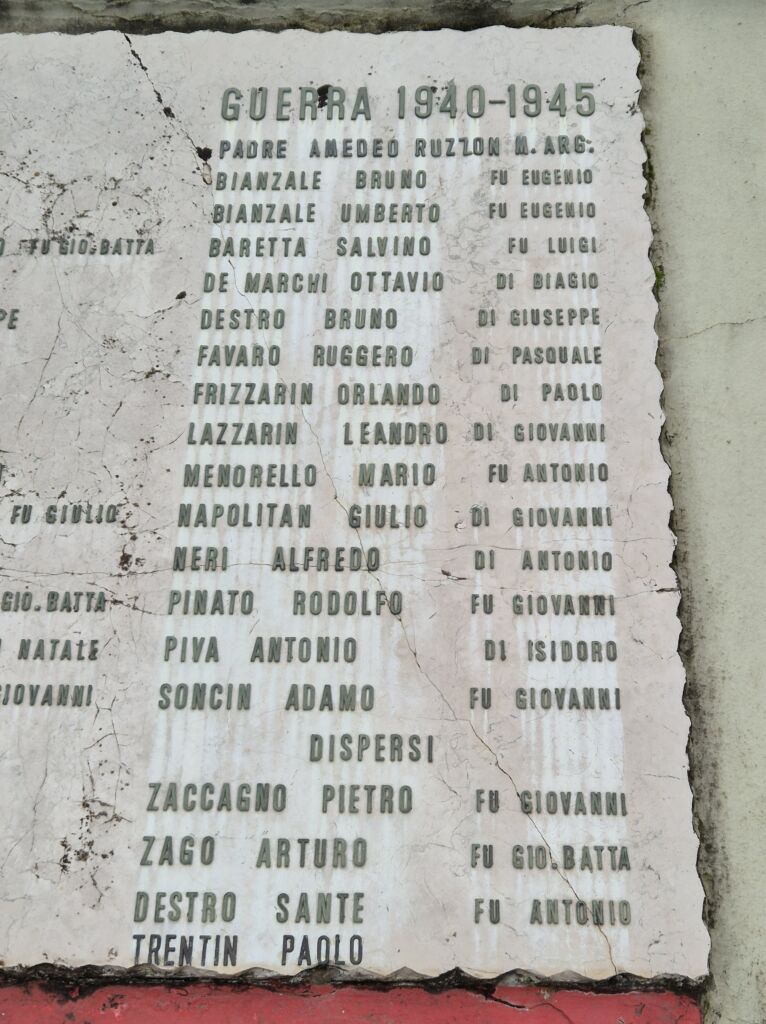 GUERRA 1940-1945
PADRE AMEDEO RUZZON M. ARG.
BIANZALE BRUNO FU EUGENIO
BIANZALE UMBERTO FU EUGENIO
BARETTA SALVINO FU LUIGI
DE MARCHI OTTAVIO DI BIAGIO
DESTRO BRUNO DI GIUSEPPE
FAVARO RUGGERO DI PASQUALE
FRIZZARIN ORLANDO DI PAOLO
LAZZARIN LEANDRO DI GIOVANNI
MENORELLO MARIO FU ANTONIO
NAPOLITAN GIULIO DI GIOVANNI
NERI ALFREDO DI ANTONIO
PINATO RODOLFO FU GIOVANNI
PIVA ANTONIO DI ISIDORO
SONCIN ADAMO FU GIOVANNI
DISPERSI
ZACCAGNO PIETRO FU GIOVANNI
ZAGO ARTURO FU GIO.BATTA
DESTRO SANTE FU ANTONIO
TRENTIN PAOLO
FU GIO.BATTA
PE
FU GIULIO
GIO.BATTA
NATALE
GIOVANNI